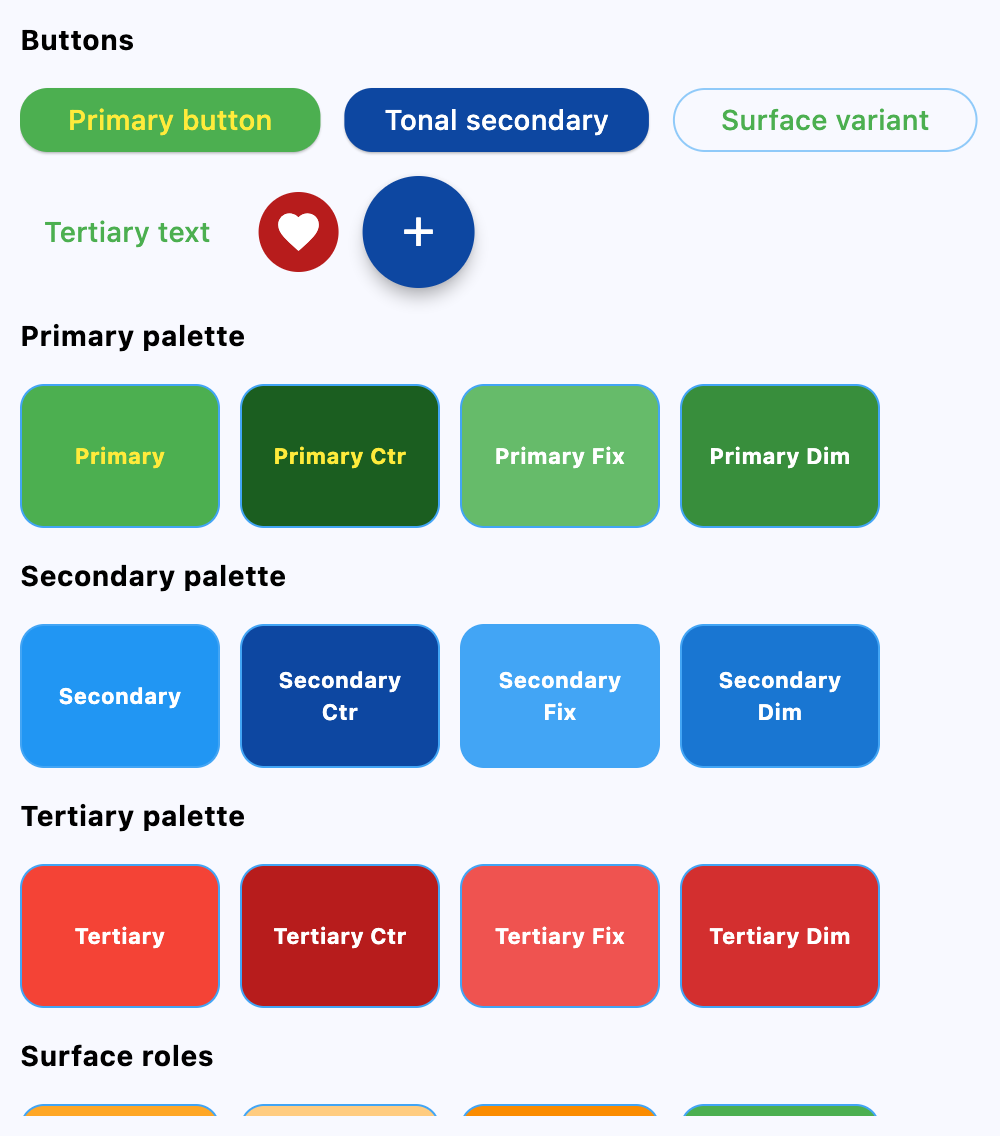 Buttons
Primary button
Tonal secondary
Surface variant
Tertiary text
Primary palette
Primary
Primary Ctr
Primary Fix
Primary Dim
Secondary palette
Secondary
Secondary
Ctr
Secondary
Fix
Secondary
Dim
Tertiary palette
Tertiary
Tertiary Ctr
Tertiary Fix
Tertiary Dim
Surface roles